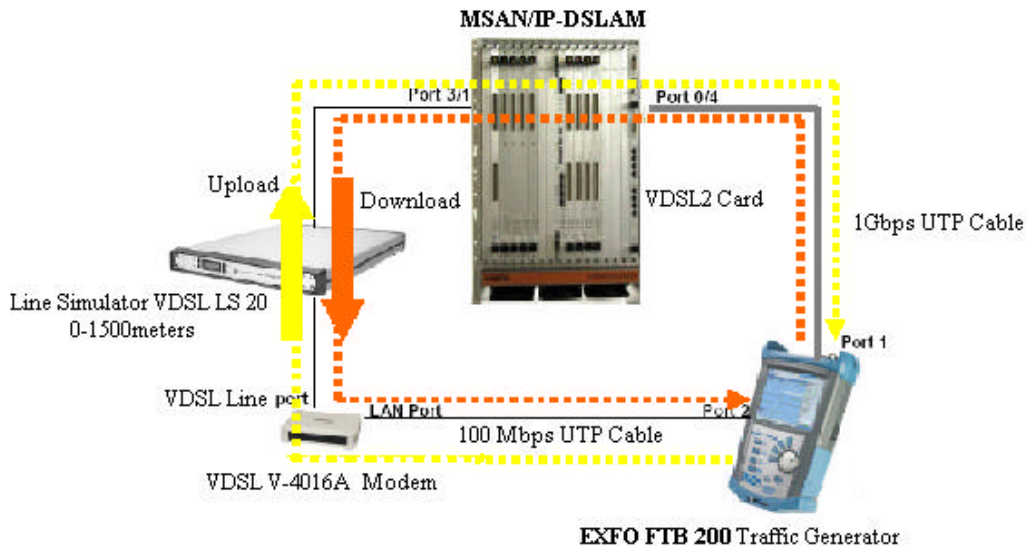 MSAN/IP-DSLAM
Port 3/1
Port 0/4
Upload
Download
VDSL2 Card
1Gbps UTP Cable
Line Simulator VDSL LS 20
0-1500meters
Port 1
VDSL Line port
LAN Port
Port 2
100 Mbps UTP Cable
VDSL V-4016A Modem
EXFO FTB 200 Traffic Generator